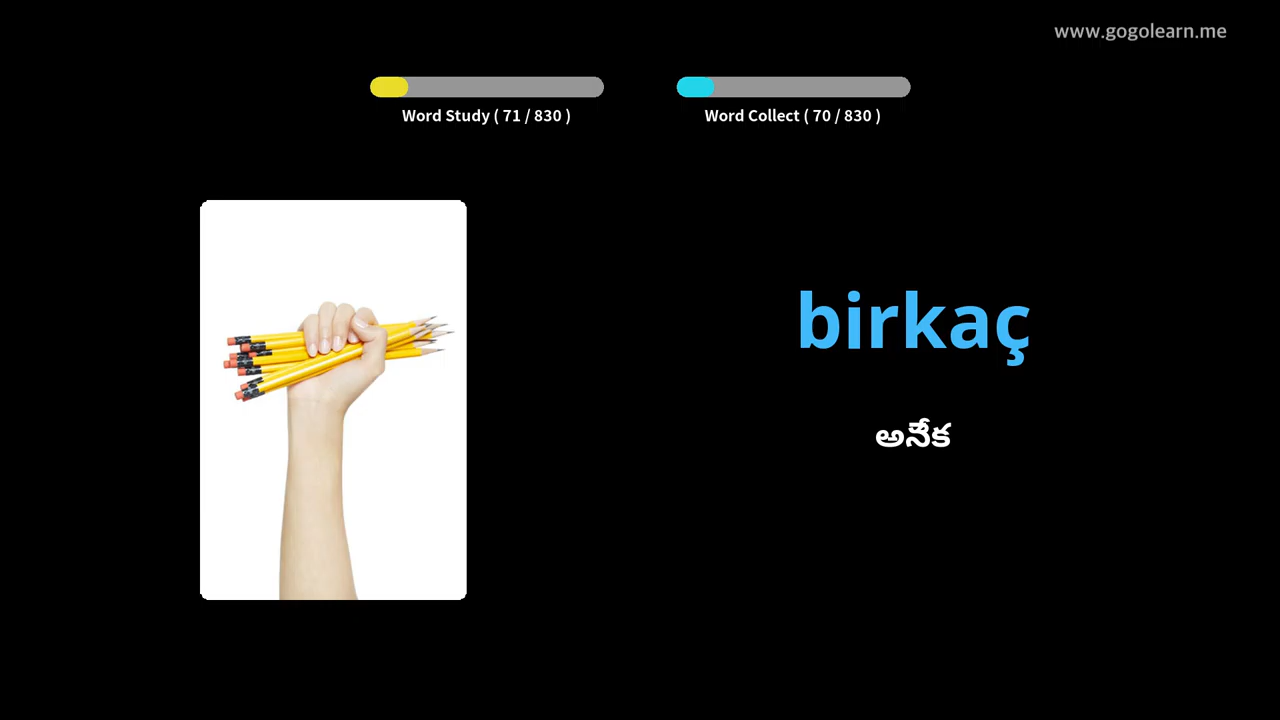 www.gogolearn.me
Word Study ( 71 / 830 )
Word Collect ( 70 / 830 )
birkaç
అనేక